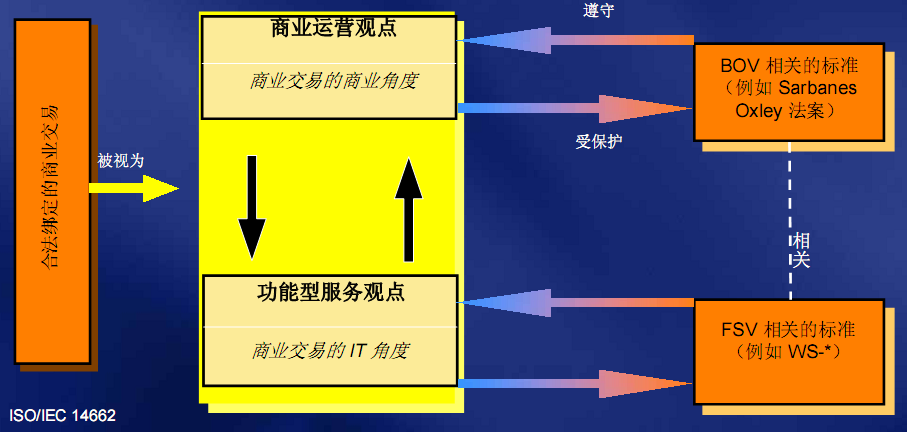 合法绑定的商业交易
被视为
商业运营观点
商业交易的商业角度
功能型服务观点
商业交易的 IT 角度
遵守
受保护
BOV 相关的标准
（例如 Sarbanes
Oxley 法案）
相
关
FSV 相关的标准
（例如 WS-*）
ISO/IEC 14662